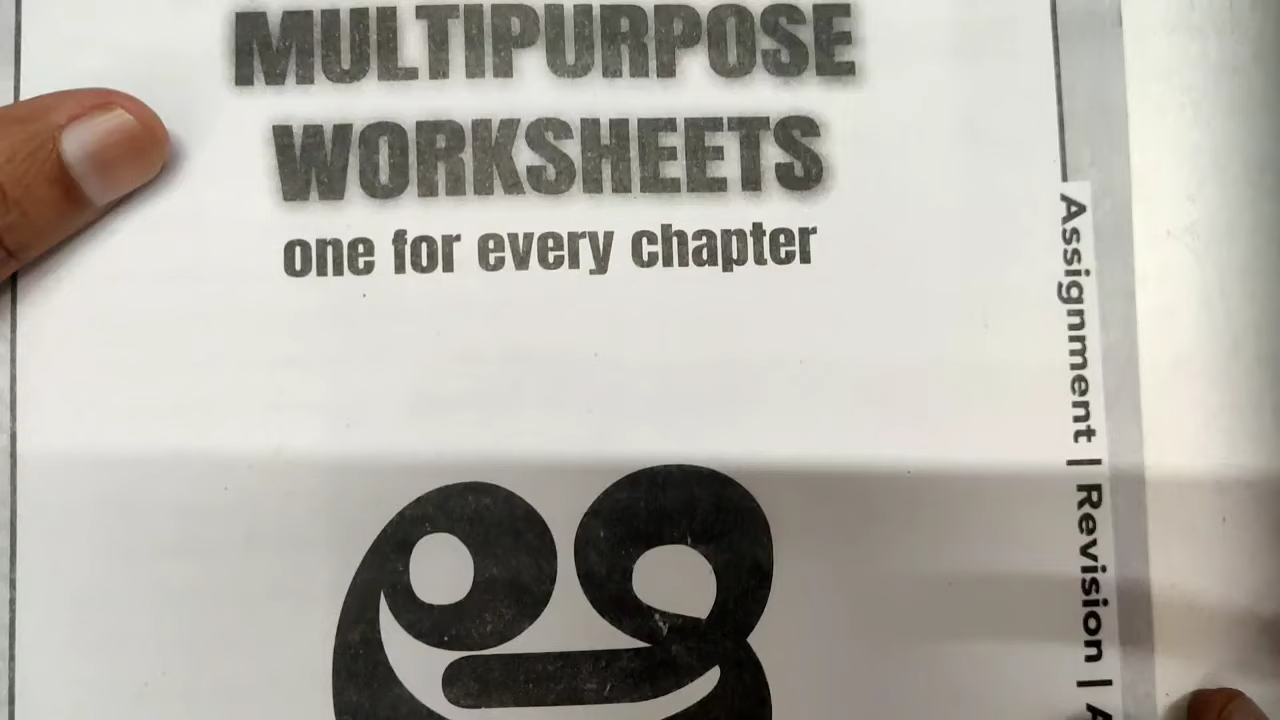 MULTIPURPOSE
WORKSHEETS
one for every chapter
Assignment | Revision |